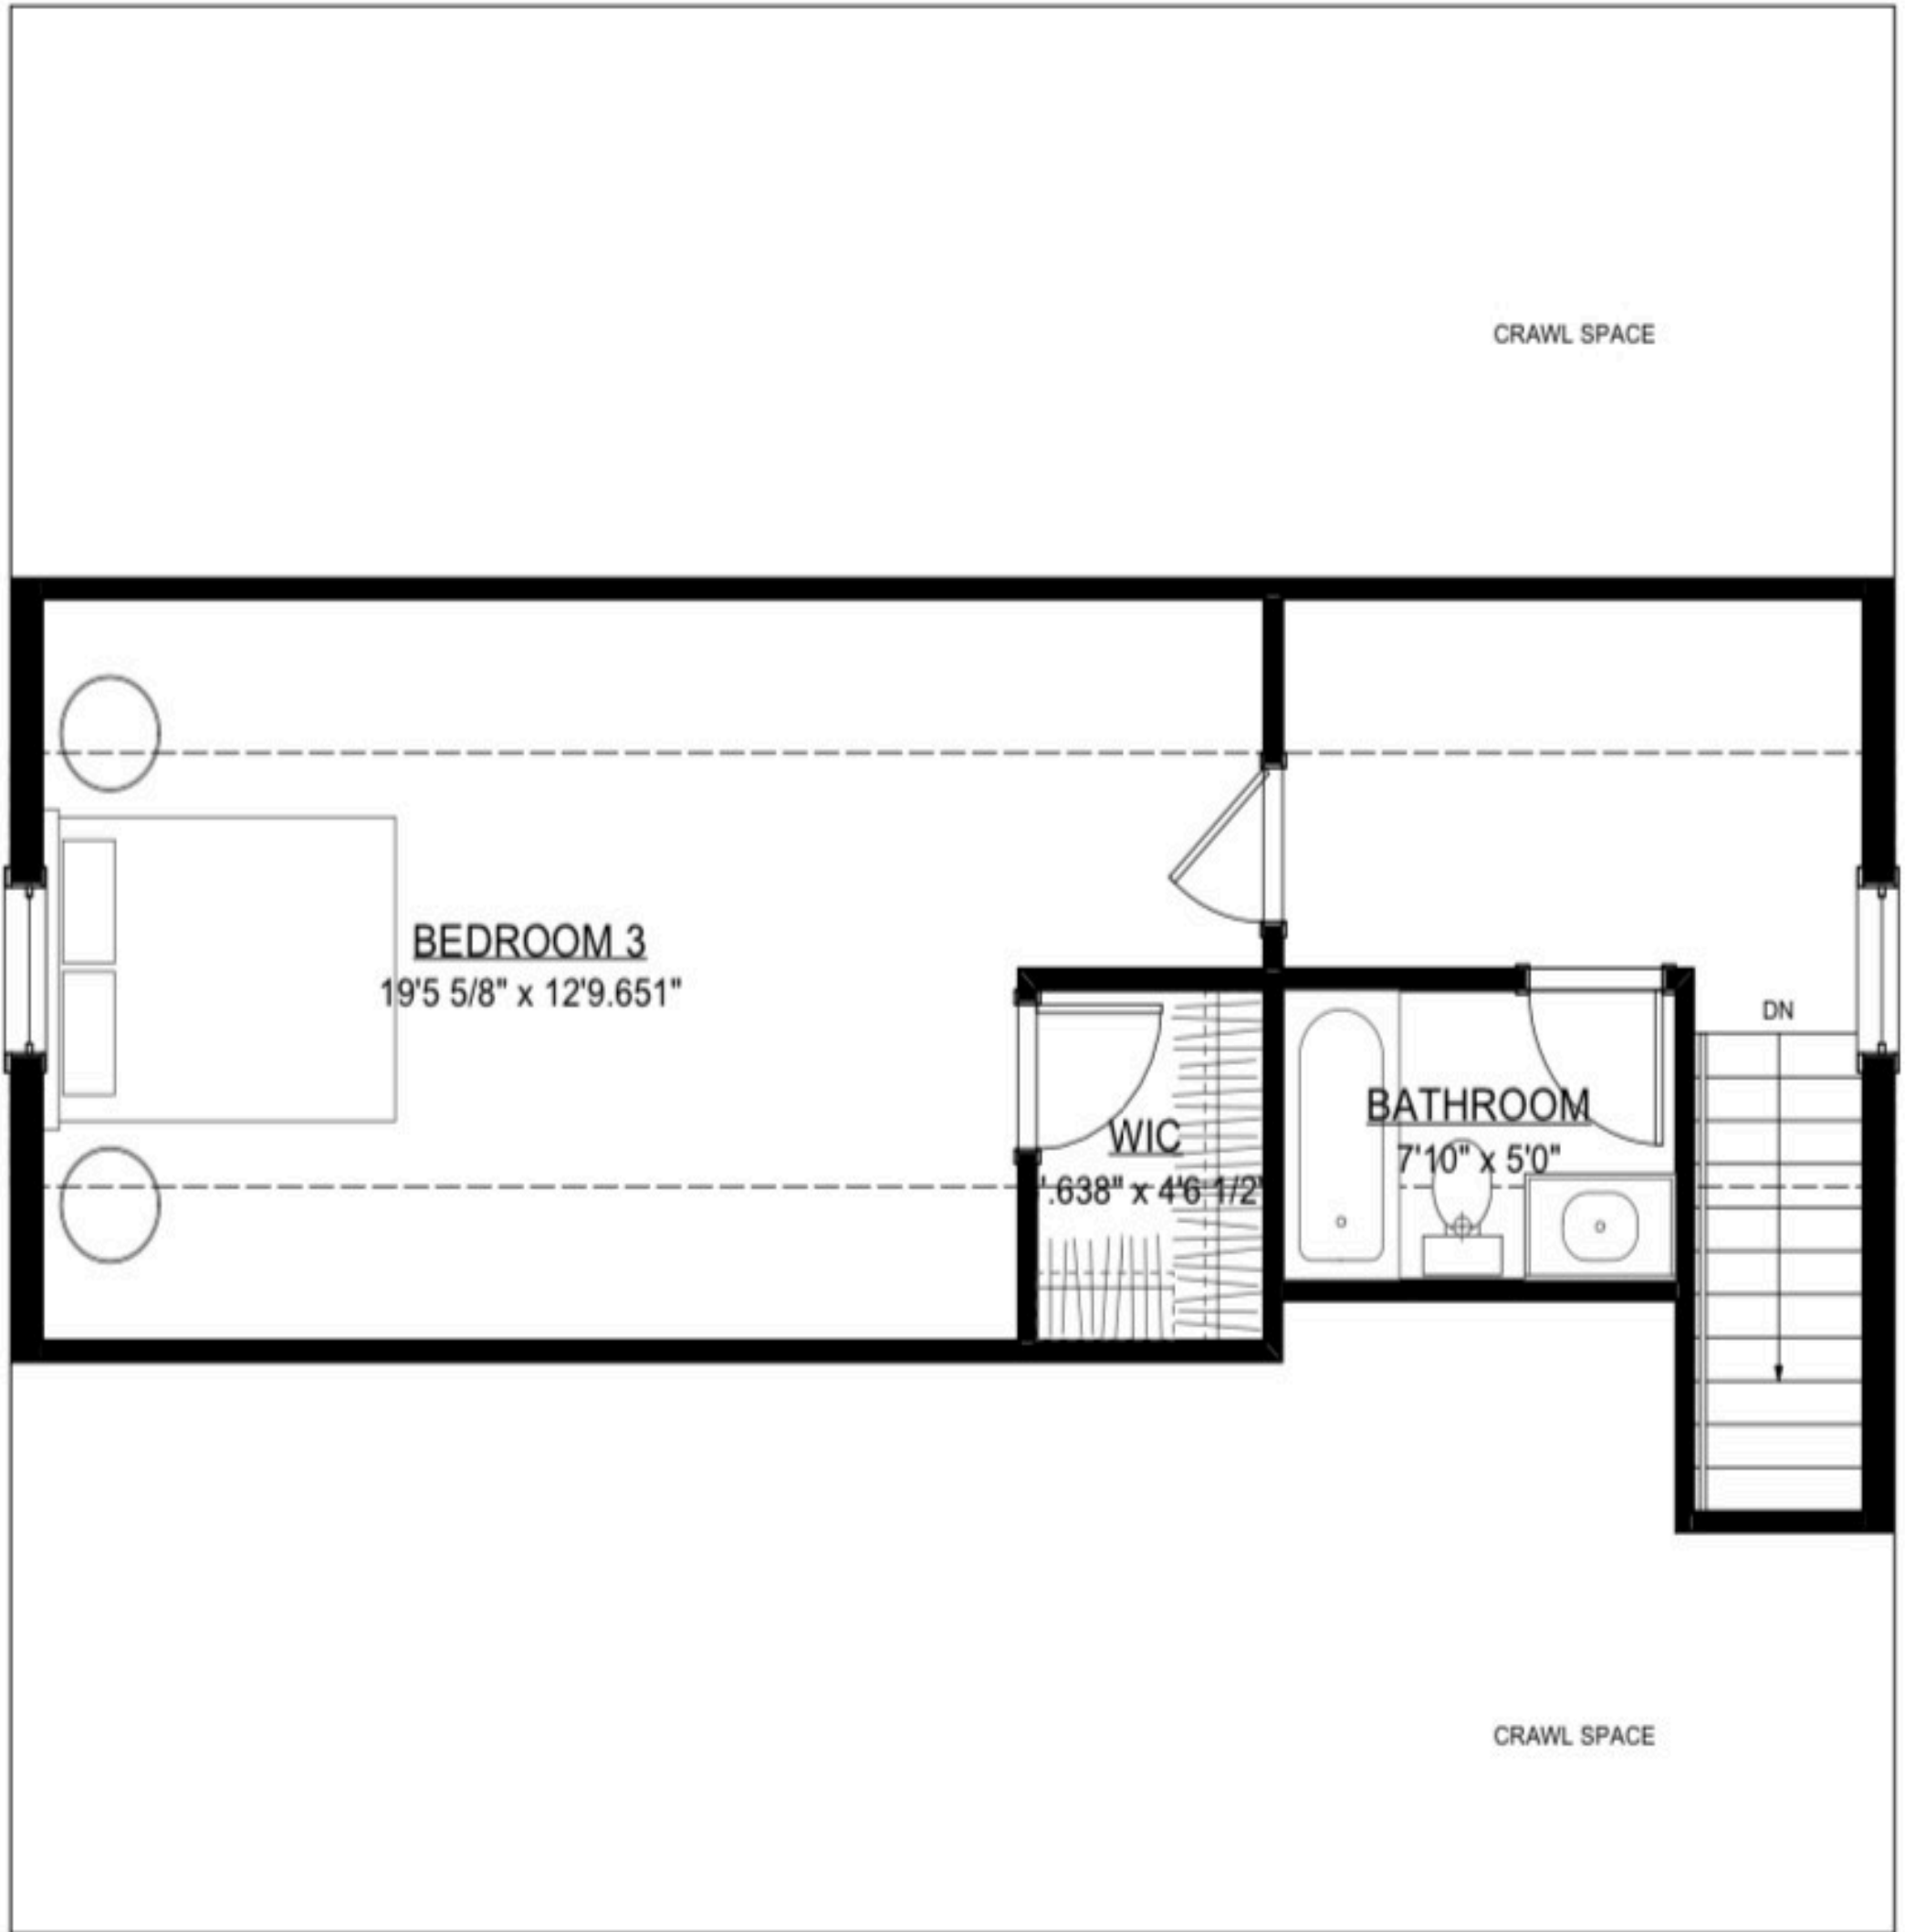 CRAWL SPACE
BEDROOM 3
19'5 5/8" x 12'9.651"
DN
BATHROOM
7'10" x 5'0"
WIC
'.638" x 4'6 1/2"
CRAWL SPACE